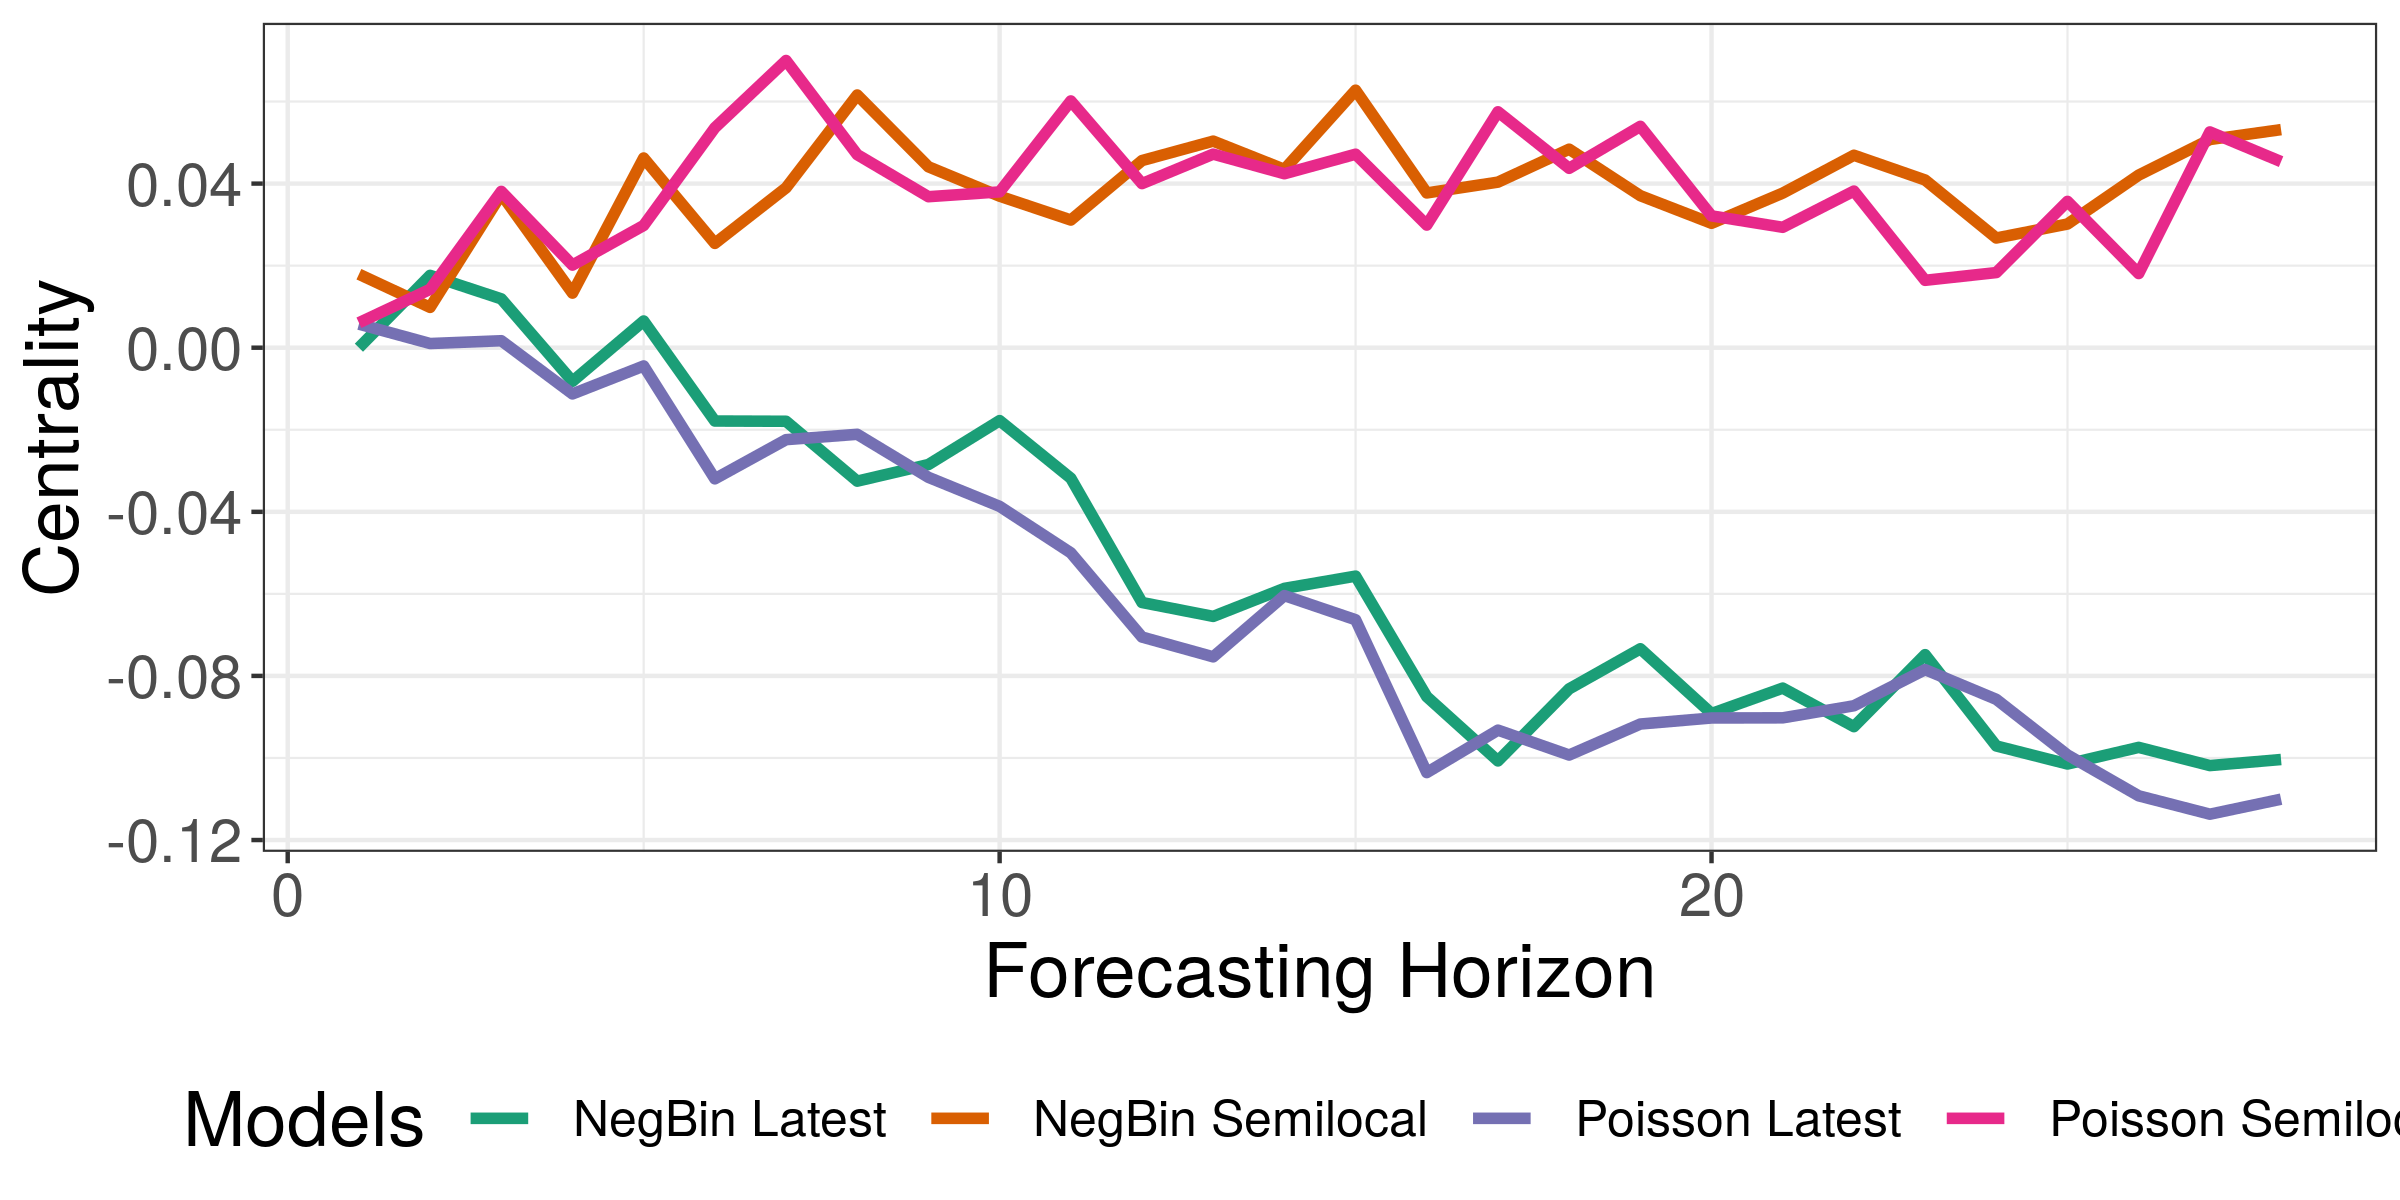 Centrality
0.04
0.00
-0.04
-0.08
-0.12
0 10 20
Forecasting Horizon
Models NegBin Latest NegBin Semilocal Poisson Latest Poisson